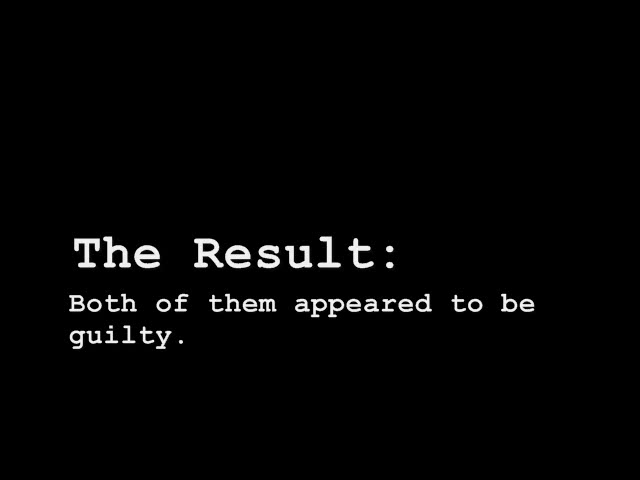 The Result:
Both of them appeared to be
guilty.